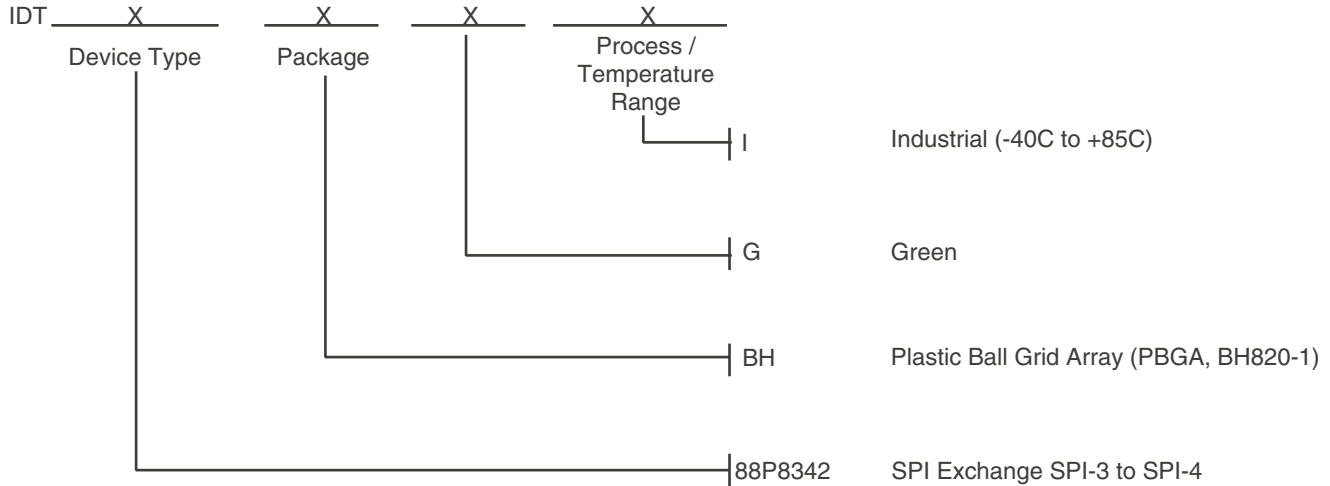 IDT X X X X
Device Type Package Process /
Temperature
Range
I Industrial (-40C to +85C)
G Green
BH Plastic Ball Grid Array (PBGA, BH820-1)
88P8342 SPI Exchange SPI-3 to SPI-4